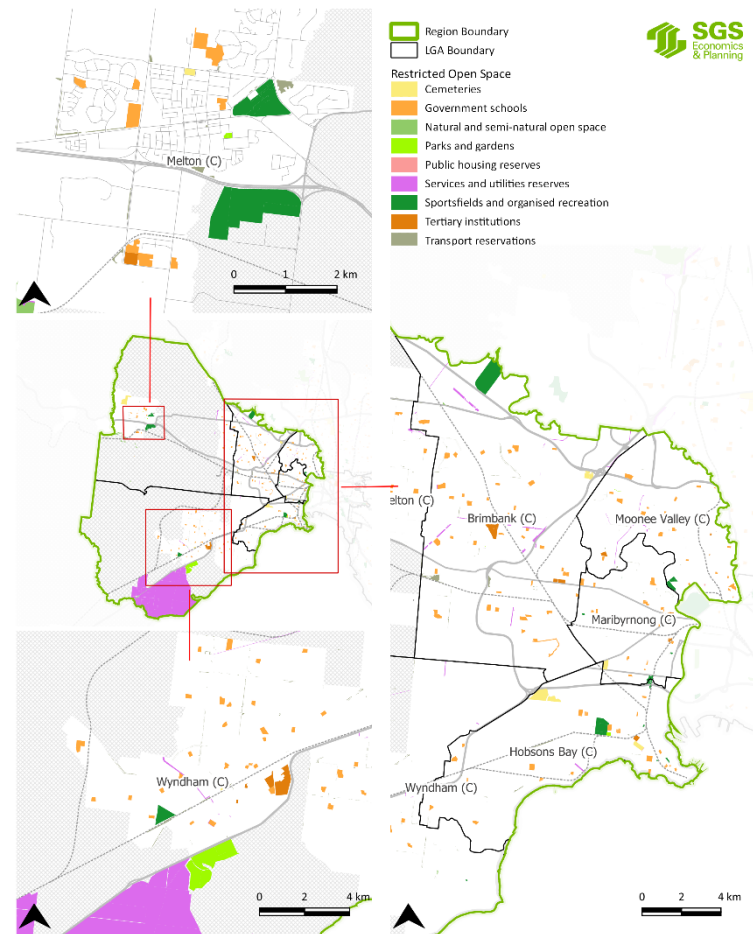 Region Boundary
LGA Boundary
SGS
Economics
& Planning
Restricted Open Space
Cemeteries
Government schools
Natural and semi-natural open space
Parks and gardens
Public housing reserves
Services and utilities reserves
Sportsfields and organised recreation
Tertiary institutions
Transport reservations
Melton (C)
0 1 2 km
elton (C)
Brimbank (C)
Moonee Valley (C)
Maribyrnong (C)
Hobsons Bay (C)
Wyndham (C)
0 2 4 km
Wyndham (C)
0 2 4 km